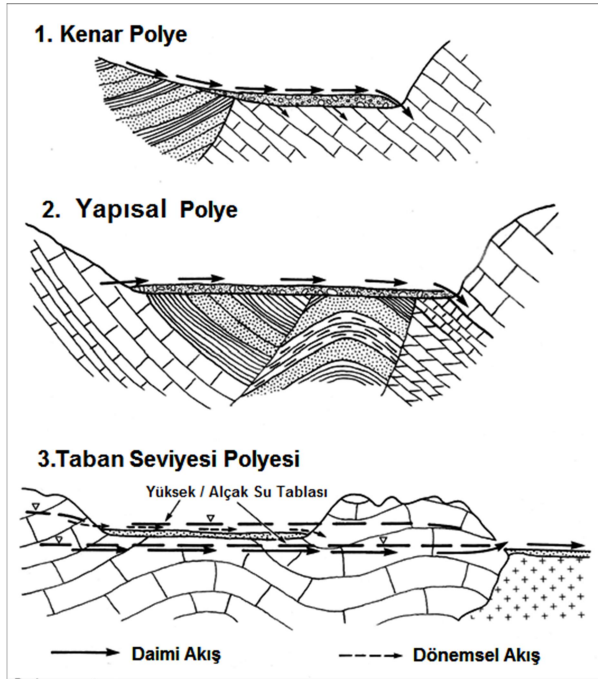 1. Kenar Polye
2. Yapısal Polye
3.Taban Seviyesi Polyesi
Yüksek / Alçak Su Tablası
Daimi Akış
Dönemsel Akış